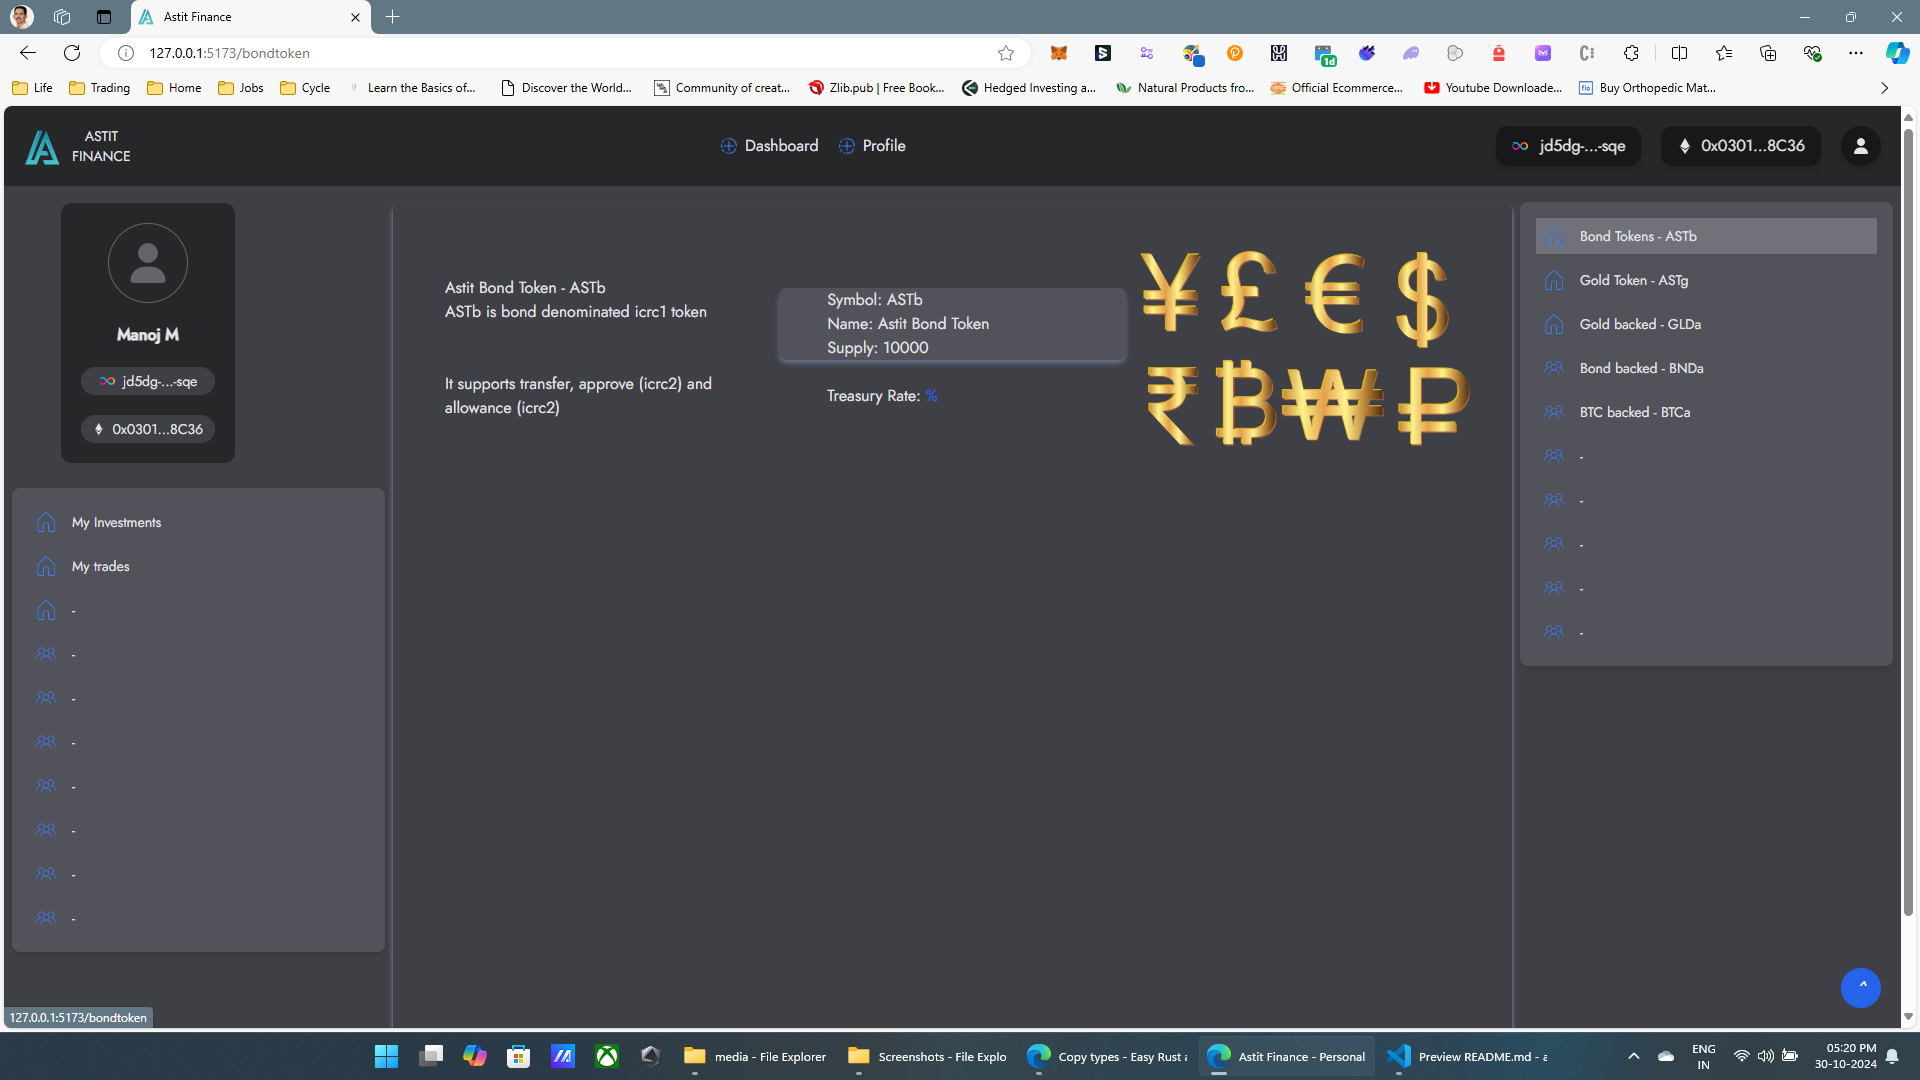 Astit Finance
127.0.0.1:5173/bondtoken
1d
Life
Trading
Home
Jobs
Cycle
Learn the Basics of...
Discover the World...
Community of creat...
Zlib.pub | Free Book...
Hedged Investing a...
Natural Products fro...
Official Ecommerce...
Youtube Downloade...
Buy Orthopedic Mat...
ASTIT
FINANCE
Dashboard
Profile
jd5dg-...-sqe
0x0301...8C36
Manoj M
jd5dg-...-sqe
0x0301...8C36
My Investments
My trades
-
-
-
-
-
-
-
-
Astit Bond Token - ASTb
ASTb is bond denominated icrc1 token
It supports transfer, approve (icrc2) and
allowance (icrc2)
Symbol: ASTb
Name: Astit Bond Token
Supply: 10000
Treasury Rate: %
¥ £ € $
₹ ₿ ₩ ₽
Bond Tokens - ASTb
Gold Token - ASTg
Gold backed - GLDa
Bond backed - BNDa
BTC backed - BTCa
-
-
-
-
-
^
127.0.0.1:5173/bondtoken
media - File Explorer
Screenshots - File Explo
Copy types - Easy Rust a
Astit Finance - Personal
Preview README.md - a
ENG
IN
05:20 PM
30-10-2024